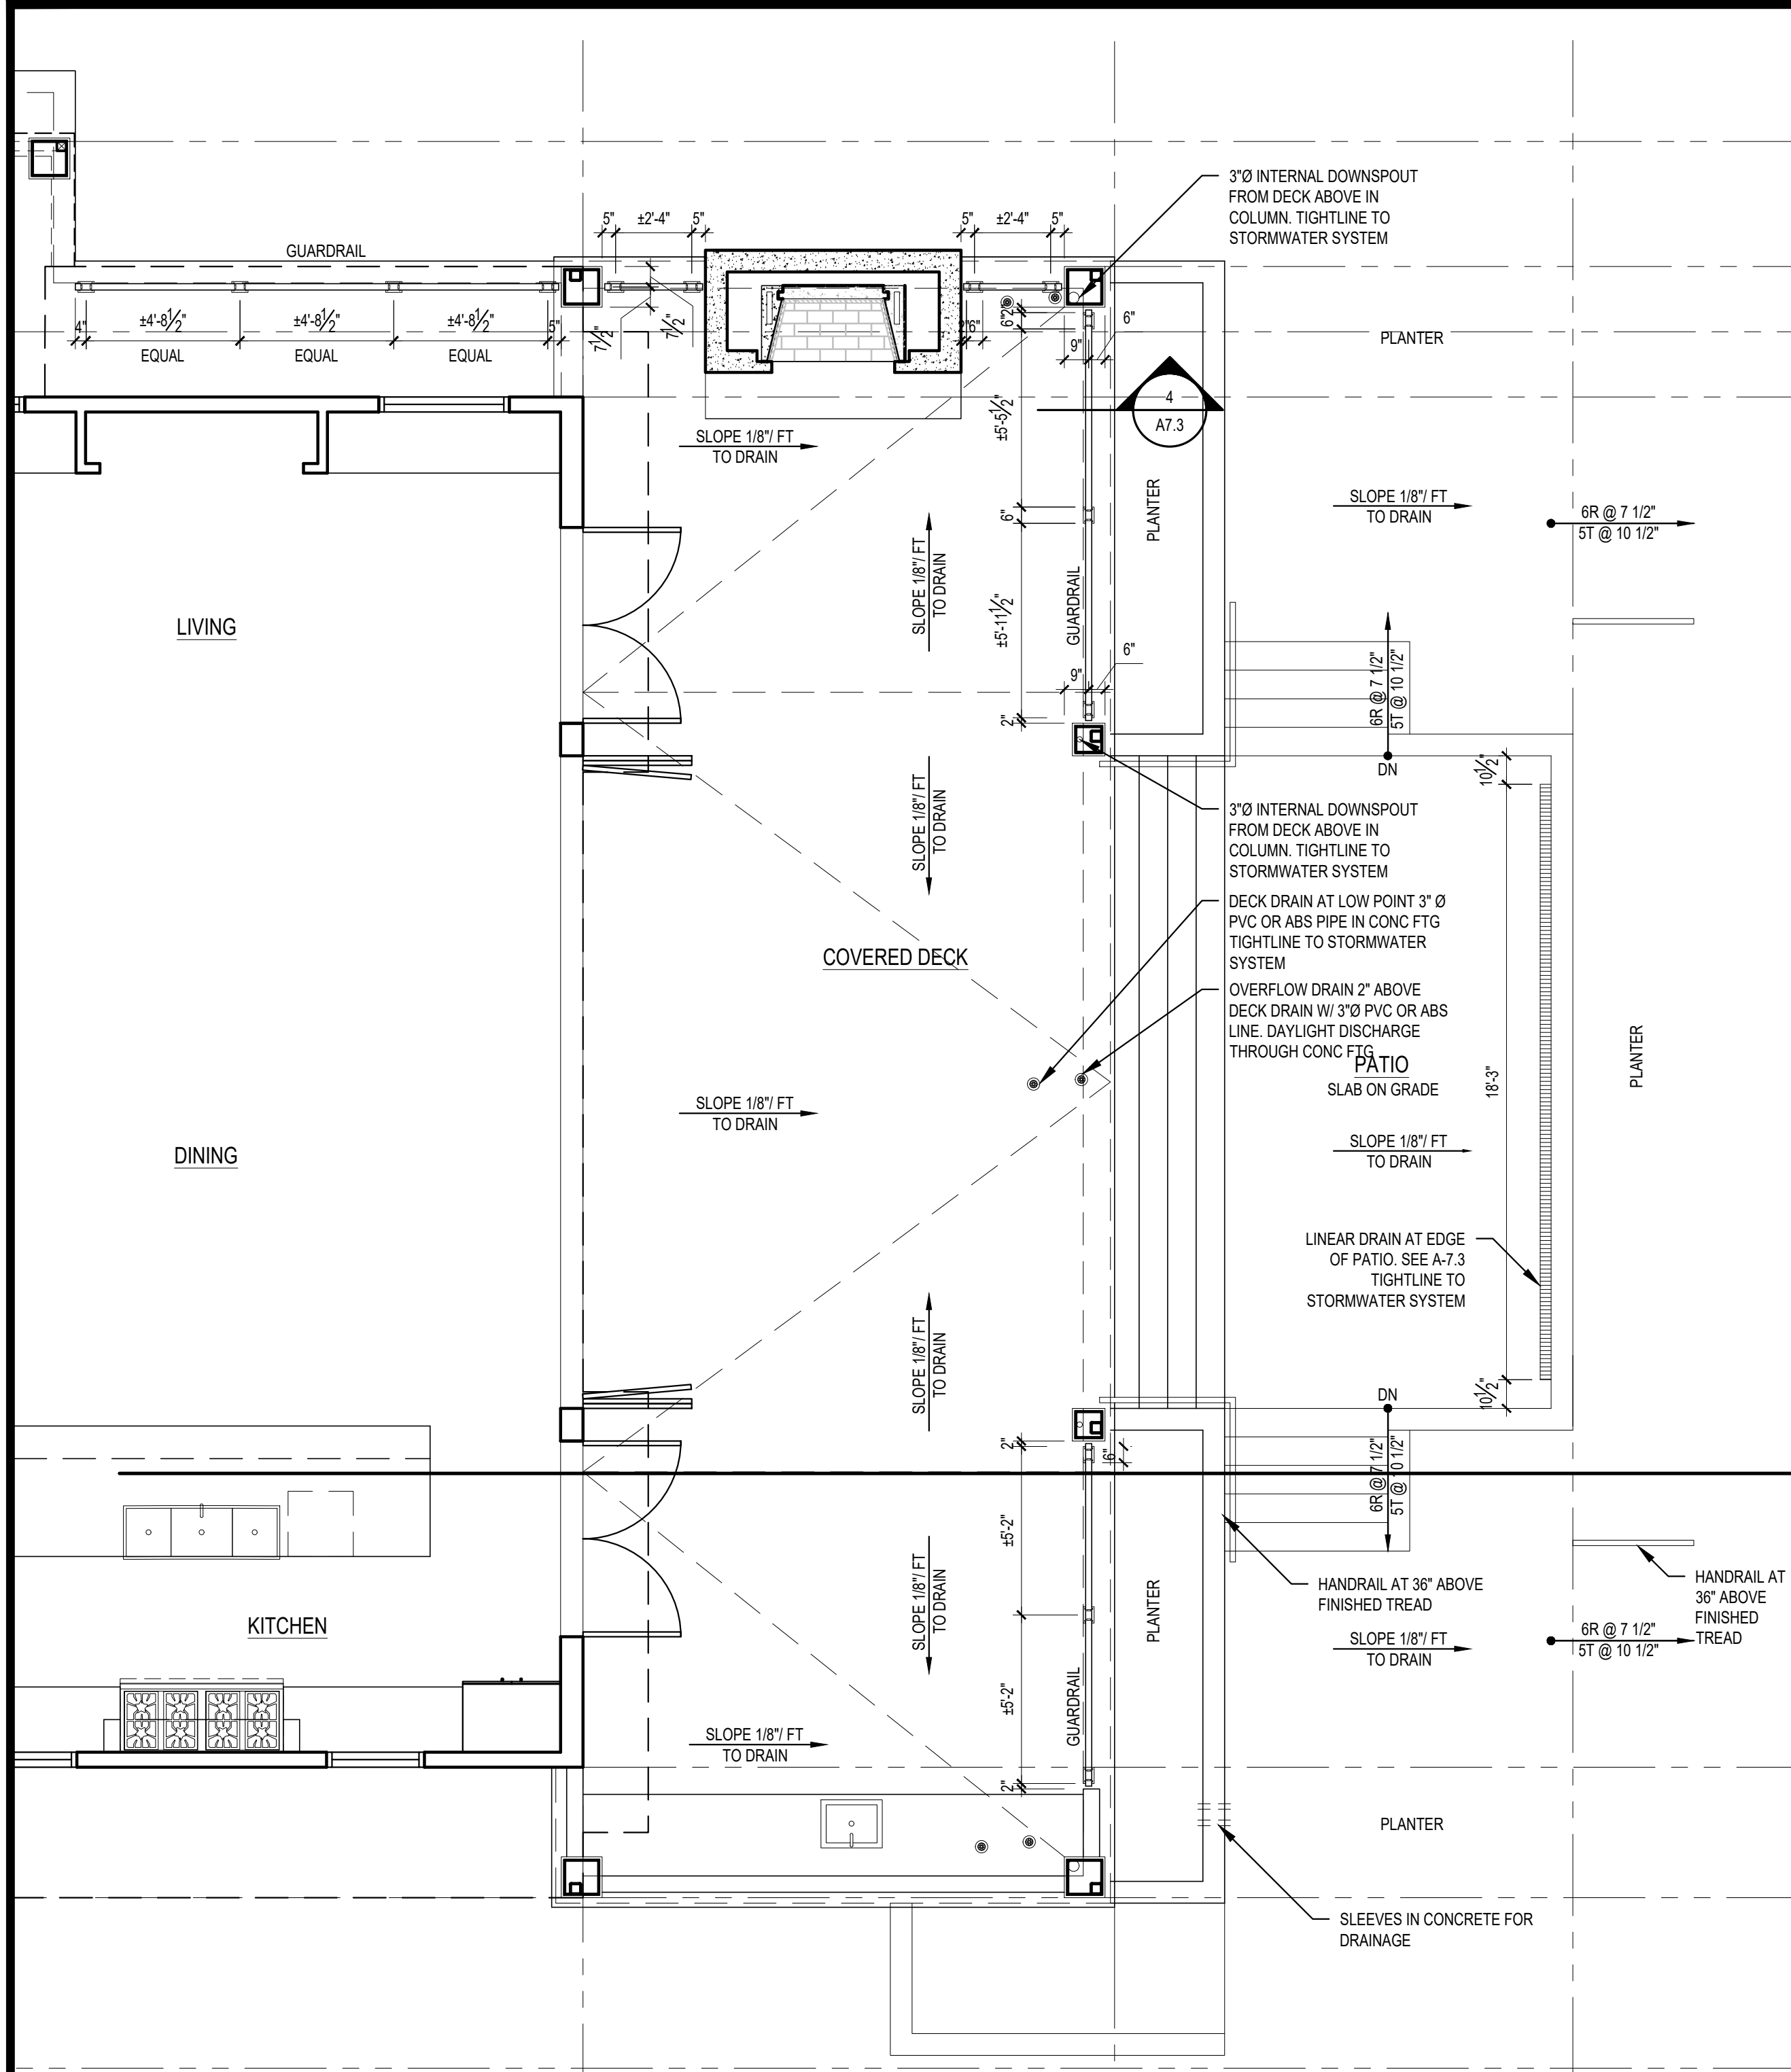 3"Ø INTERNAL DOWNSPOUT
FROM DECK ABOVE IN
COLUMN. TIGHTLINE TO
STORMWATER SYSTEM
5"
±2'-4"
5"
5"
±2'-4"
5"
GUARDRAIL
4"
±4'-8½"
EQUAL
±4'-8½"
EQUAL
±4'-8½"
EQUAL
5"
7½"
7½"
6"
6"
2"
9"
6"
PLANTER
4
A7.3
±5'-5½"
SLOPE 1/8"/ FT
TO DRAIN
PLANTER
SLOPE 1/8"/ FT
TO DRAIN
6R @ 7 1/2"
5T @ 10 1/2"
6"
SLOPE 1/8"/ FT
TO DRAIN
±5'-11½"
GUARDRAIL
LIVING
6"
9"
2"
6R @ 7 1/2"
5T @ 10 1/2"
DN
10½"
SLOPE 1/8"/ FT
TO DRAIN
3"Ø INTERNAL DOWNSPOUT
FROM DECK ABOVE IN
COLUMN. TIGHTLINE TO
STORMWATER SYSTEM
DECK DRAIN AT LOW POINT 3" Ø
PVC OR ABS PIPE IN CONC FTG
TIGHTLINE TO STORMWATER
SYSTEM
COVERED DECK
OVERFLOW DRAIN 2" ABOVE
DECK DRAIN W/ 3"Ø PVC OR ABS
LINE. DAYLIGHT DISCHARGE
THROUGH CONC FTG
PATIO
SLAB ON GRADE
18'-3"
PLANTER
SLOPE 1/8"/ FT
TO DRAIN
SLOPE 1/8"/ FT
TO DRAIN
DINING
LINEAR DRAIN AT EDGE
OF PATIO. SEE A-7.3
TIGHTLINE TO
STORMWATER SYSTEM
SLOPE 1/8"/ FT
TO DRAIN
10½"
DN
2"
6"
6R @ 7 1/2"
5T @ 10 1/2"
±5'-2"
SLOPE 1/8"/ FT
TO DRAIN
PLANTER
HANDRAIL AT 36" ABOVE
FINISHED TREAD
HANDRAIL AT
36" ABOVE
FINISHED
TREAD
KITCHEN
SLOPE 1/8"/ FT
TO DRAIN
6R @ 7 1/2"
5T @ 10 1/2"
±5'-2"
GUARDRAIL
SLOPE 1/8"/ FT
TO DRAIN
2"
PLANTER
SLEEVES IN CONCRETE FOR
DRAINAGE